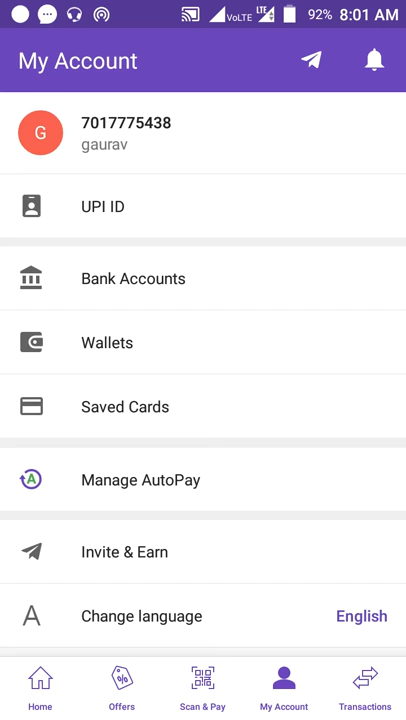 VoLTE LTE 92% 8:01 AM
My Account
G
7017775438
gaurav
UPI ID
Bank Accounts
Wallets
Saved Cards
A Manage AutoPay
Invite & Earn
A Change language English
Home Offers Scan & Pay My Account Transactions